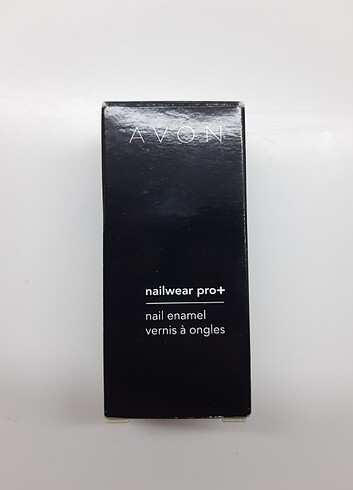 AVON
nailwear pro+
nail enamel
vernis à ongles